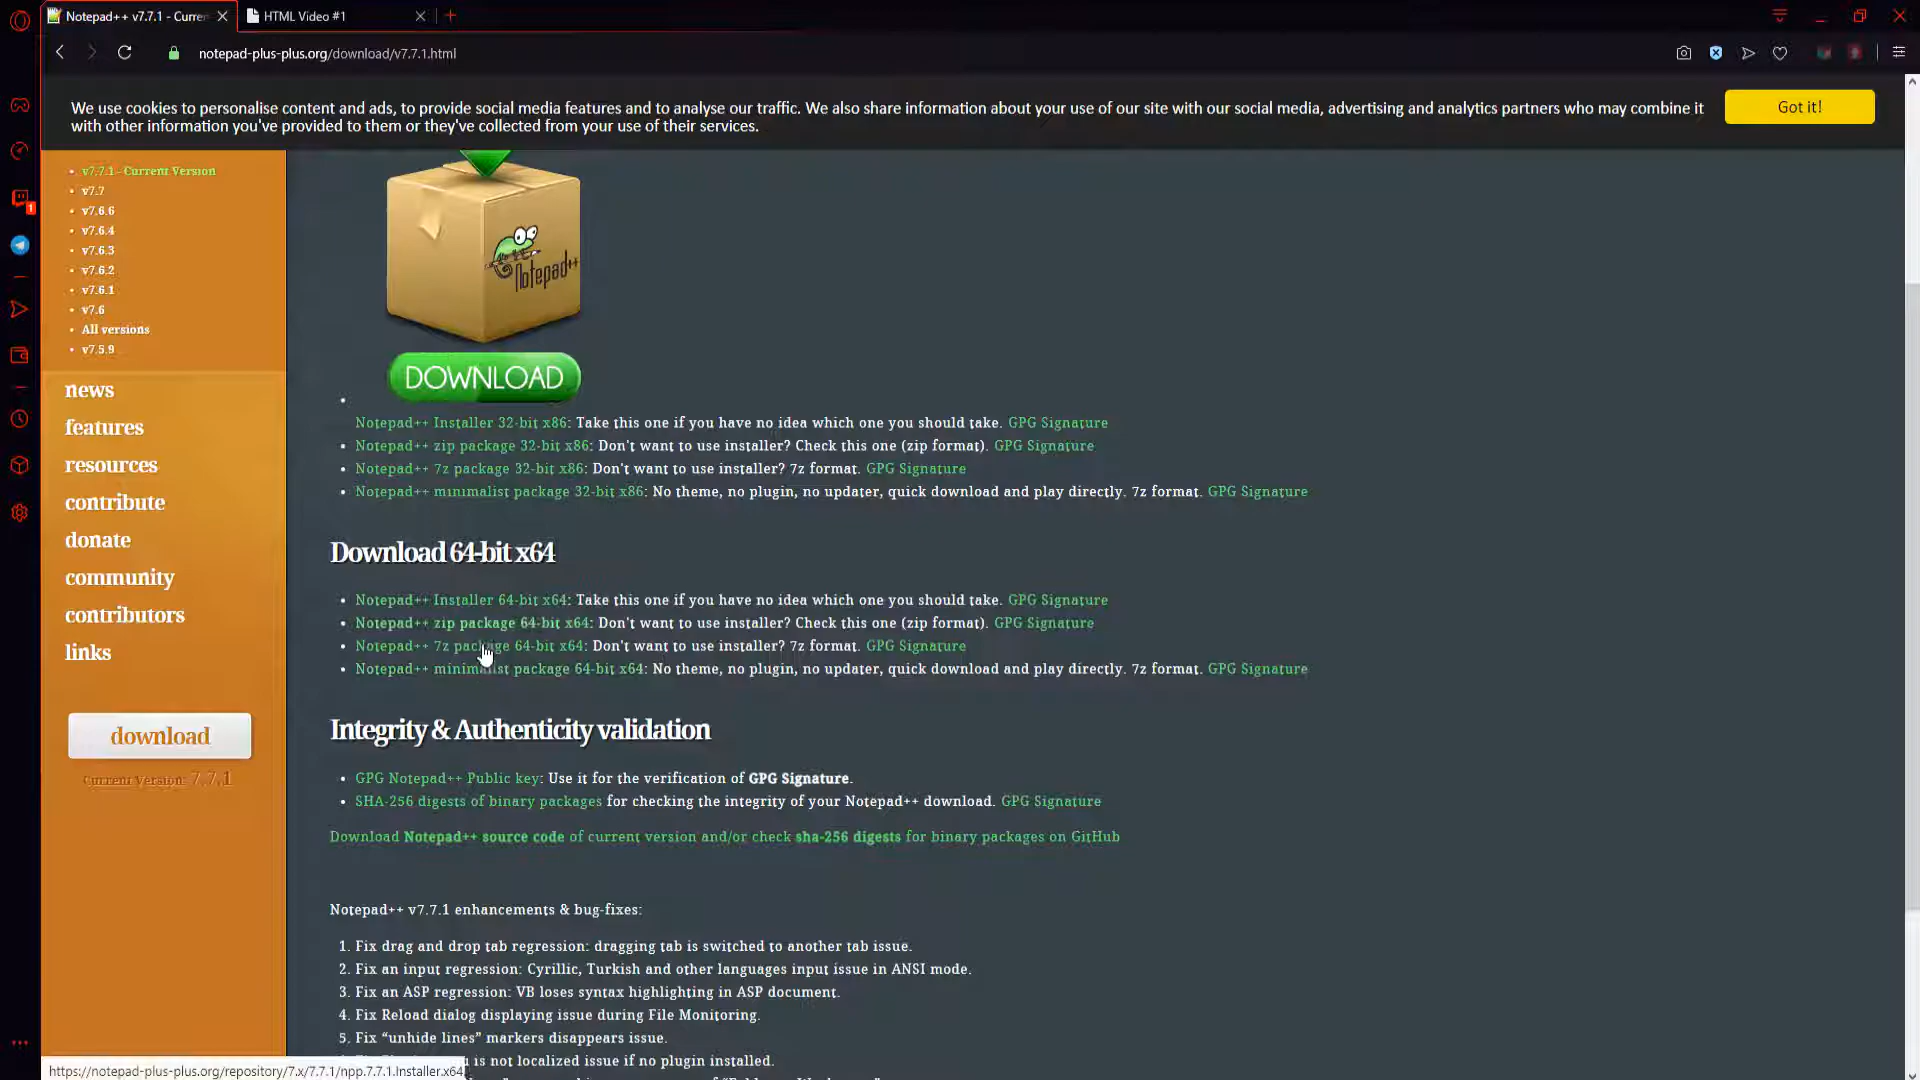 Notepad++ v7.7.1 - Curre
HTML Video #1
notepad-plus-plus.org/download/v7.7.1.html
We use cookies to personalise content and ads, to provide social media features and to analyse our traffic. We also share information about your use of our site with our social media, advertising and analytics partners who may combine it
with other information you've provided to them or they've collected from your use of their services.
Got it!
v7.7.1 - Current Version
v7.7
v7.6.6
v7.6.4
v7.6.3
v7.6.2
v7.6.1
v7.6
All versions
v7.5.9
news
features
resources
contribute
donate
community
contributors
links
download
Current Version: 7.7.1
1
Notepad++
DOWNLOAD
Notepad++ Installer 32-bit x86: Take this one if you have no idea which one you should take. GPG Signature
Notepad++ zip package 32-bit x86: Don't want to use installer? Check this one (zip format). GPG Signature
Notepad++ 7z package 32-bit x86: Don't want to use installer? 7z format. GPG Signature
Notepad++ minimalist package 32-bit x86: No theme, no plugin, no updater, quick download and play directly. 7z format. GPG Signature
Download 64-bit x64
Notepad++ Installer 64-bit x64: Take this one if you have no idea which one you should take. GPG Signature
Notepad++ zip package 64-bit x64: Don't want to use installer? Check this one (zip format). GPG Signature
Notepad++ 7z package 64-bit x64: Don't want to use installer? 7z format. GPG Signature
Notepad++ minimalist package 64-bit x64: No theme, no plugin, no updater, quick download and play directly. 7z format. GPG Signature
Integrity & Authenticity validation
GPG Notepad++ Public key: Use it for the verification of GPG Signature.
SHA-256 digests of binary packages for checking the integrity of your Notepad++ download. GPG Signature
Download Notepad++ source code of current version and/or check sha-256 digests for binary packages on GitHub
Notepad++ v7.7.1 enhancements & bug-fixes:
1. Fix drag and drop tab regression: dragging tab is switched to another tab issue.
2. Fix an input regression: Cyrillic, Turkish and other languages input issue in ANSI mode.
3. Fix an ASP regression: VB loses syntax highlighting in ASP document.
4. Fix Reload dialog displaying issue during File Monitoring.
5. Fix “unhide lines” markers disappears issue.
is not localized issue if no plugin installed.
https://notepad-plus-plus.org/repository/7.x/7.7.1/npp.7.7.1.Installer.x64.